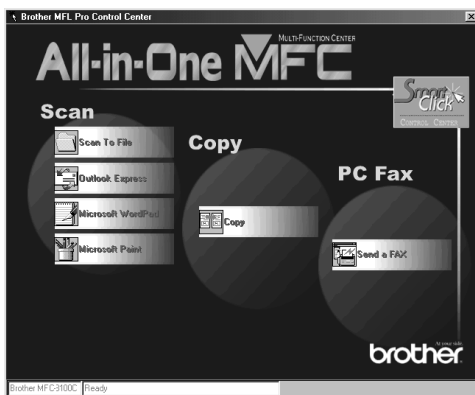 Brother MFL Pro Control Center
MULTI-FUNCTION CENTER
All-in-One MFC
Smart Click
CONTROL CENTER
Scan
Scan To File
Outlook Express
Microsoft WordPad
Microsoft Paint
Copy
Copy
PC Fax
Send a FAX
At your side.
brother
Brother MFC-3100C Ready